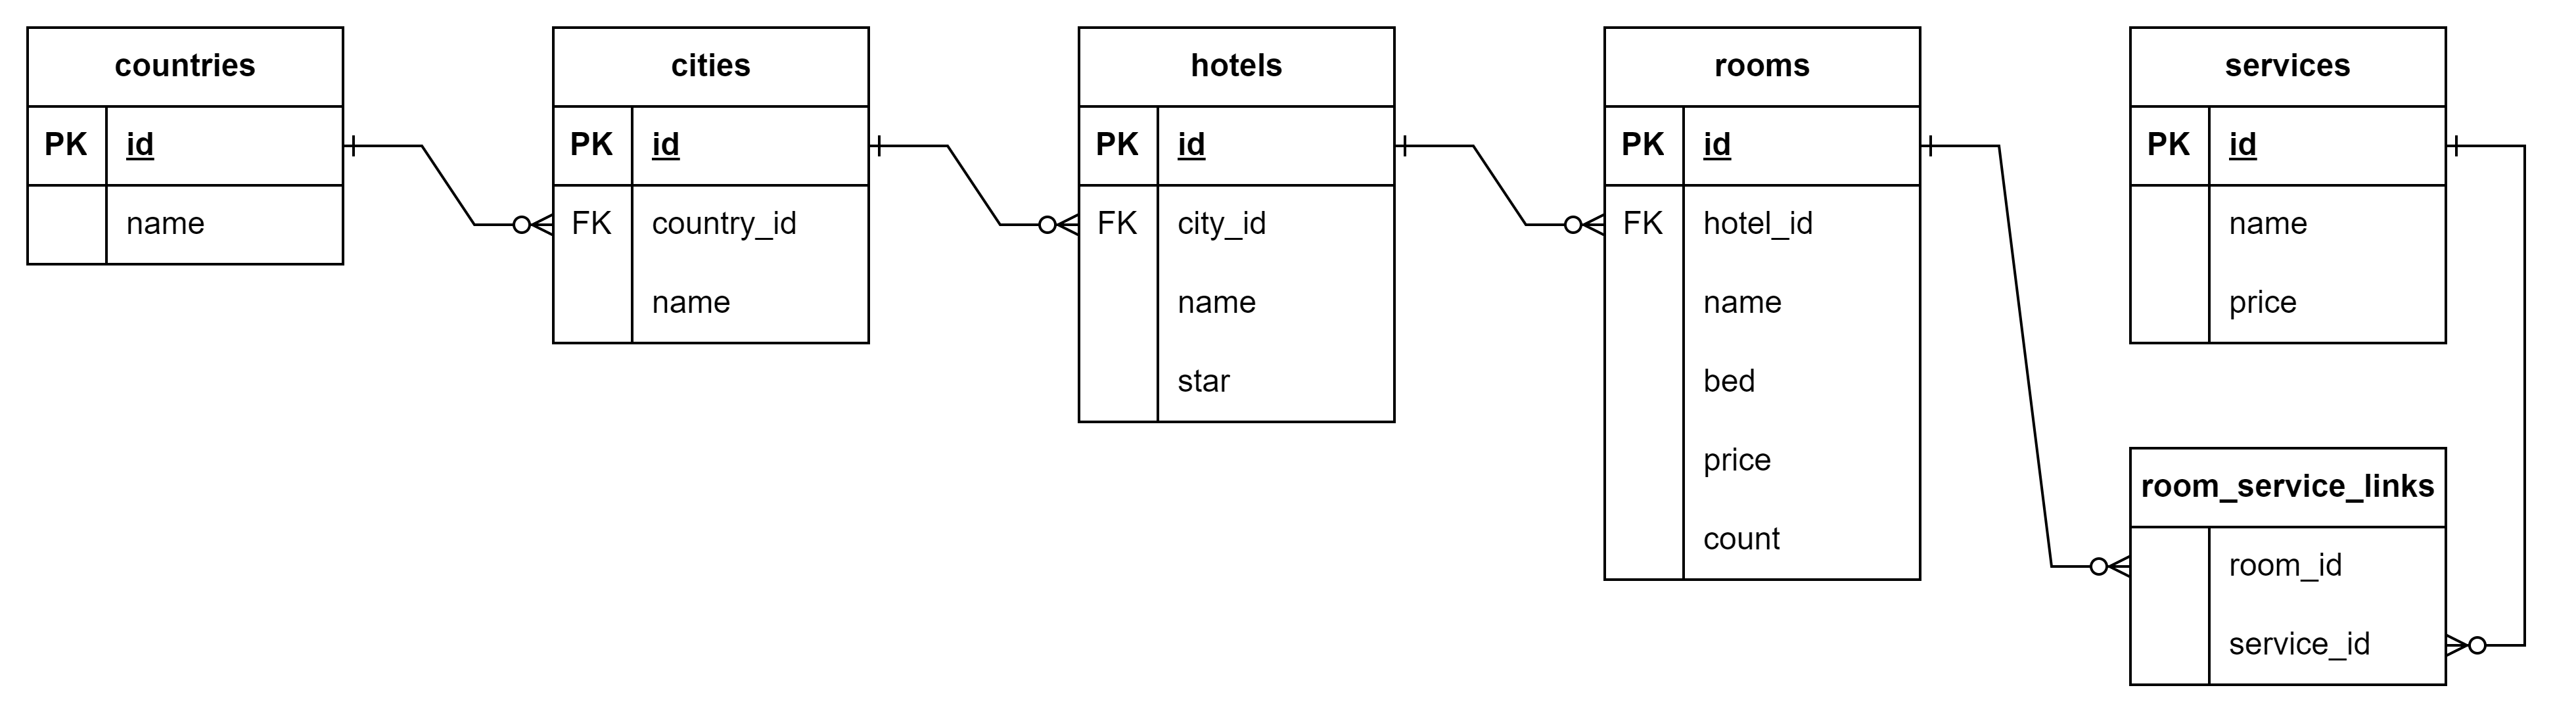 countries
PK id
name
cities
PK id
FK country_id
name
hotels
PK id
FK city_id
name
star
rooms
PK id
FK hotel_id
name
bed
price
count
services
PK id
name
price
room_service_links
room_id
service_id